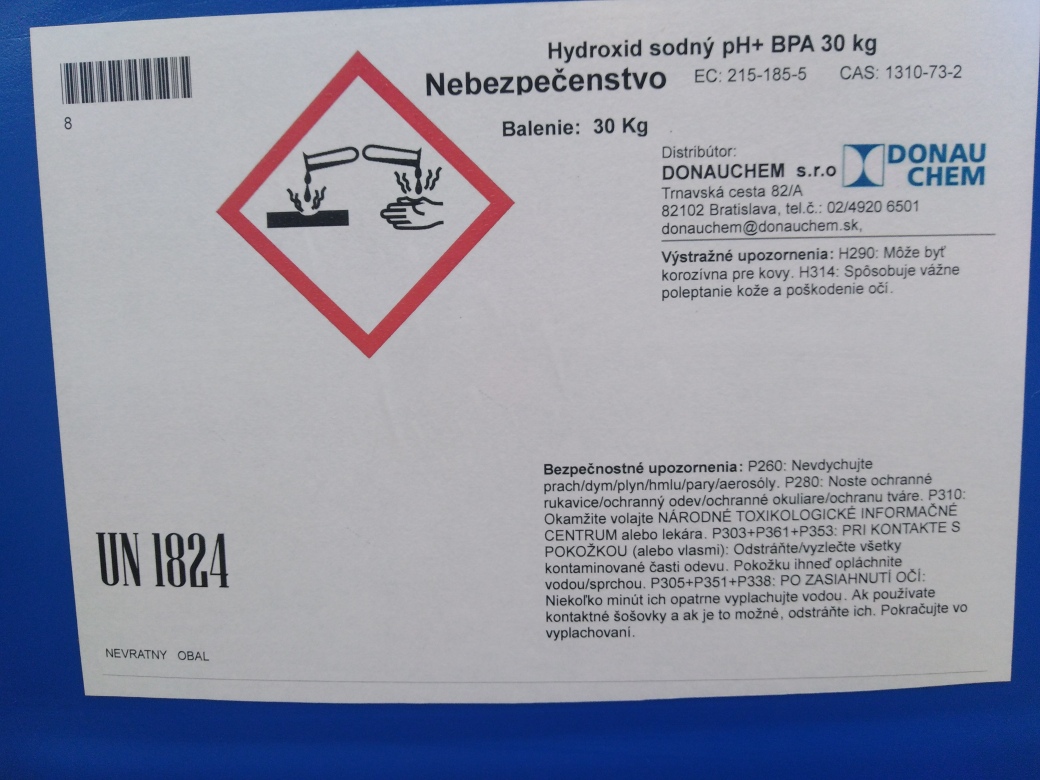 Hydroxid sodný pH+ BPA 30 kg
Nebezpečenstvo EC: 215-185-5 CAS: 1310-73-2
8
Balenie: 30 Kg
Distribútor:
DONAUCHEM s.r.o
DONAU
CHEM
Trnavská cesta 82/A
82102 Bratislava, tel.č.: 02/4920 6501
donauchem@donauchem.sk,
Výstražné upozornenia: H290: Môže byť
korozívna pre kovy. H314: Spôsobuje vážne
poleptanie kože a poškodenie očí.
Bezpečnostné upozornenia: P260: Nevdychujte
prach/dym/plyn/hmlu/pary/aerosóly. P280: Noste ochranné
rukavice/ochranný odev/ochranné okuliare/ochranu tváre. P310:
Okamžite volajte NÁRODNÉ TOXIKOLOGICKÉ INFORMAČNÉ
CENTRUM alebo lekára. P303+P361+P353: PRI KONTAKTE S
POKOŽKOU (alebo vlasmi): Odstráňte/vyzlečte všetky
kontaminované časti odevu. Pokožku ihneď opláchnite
vodou/sprchou. P305+P351+P338: PO ZASIAHNUTÍ OČÍ:
Niekoľko minút ich opatrne vyplachujte vodou. Ak používate
kontaktné šošovky a ak je to možné, odstráňte ich. Pokračujte vo
vyplachovaní.
UN 1824
NEVRATNY OBAL